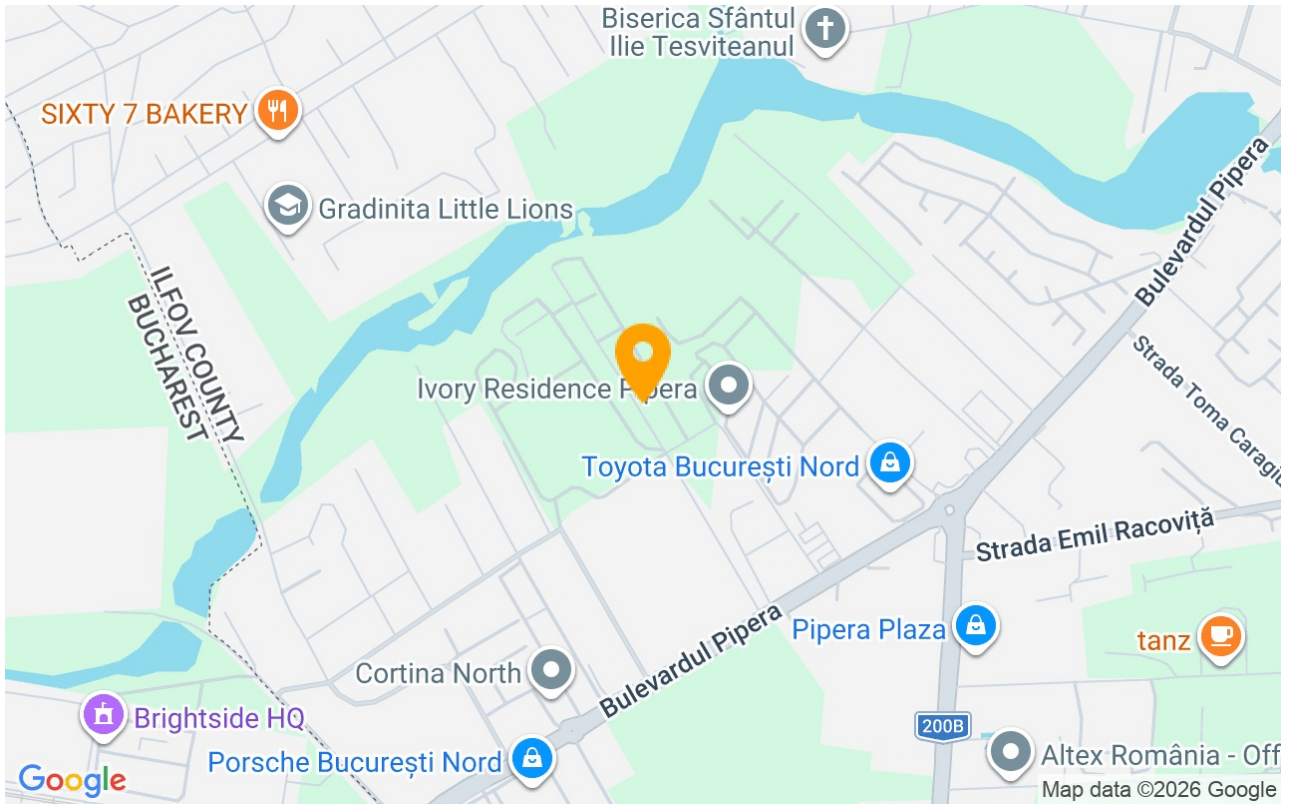 Biserica Sfântul
Ilie Tesviteanul
SIXTY 7 BAKERY
Bulevardul Pipera
Gradinita Little Lions
ILFOV COUNTY
BUCHAREST
Strada Toma Caragiu
Ivory Residence Pipera
Toyota București Nord
Strada Emil Racoviță
Bulevardul Pipera
Pipera Plaza
tanz
Cortina North
Brightside HQ
200B
Porsche București Nord
Altex România - Off
Google
Map data ©2026 Google